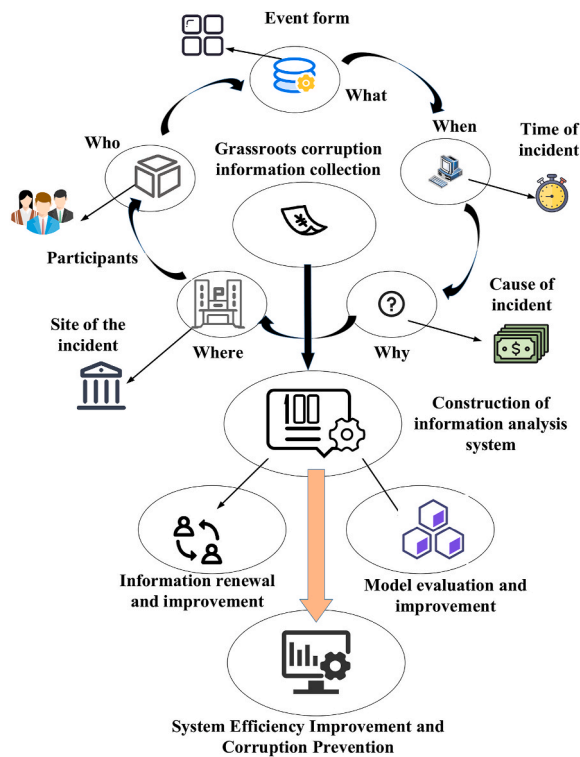 Event form
What
When
Time of
incident
Who
Grassroots corruption
information collection
¥
Participants
Cause of
incident
?
$
Site of the
incident
Where
Why
Construction of
information analysis
system
100
Information renewal
and improvement
Model evaluation and
improvement
System Efficiency Improvement and
Corruption Prevention